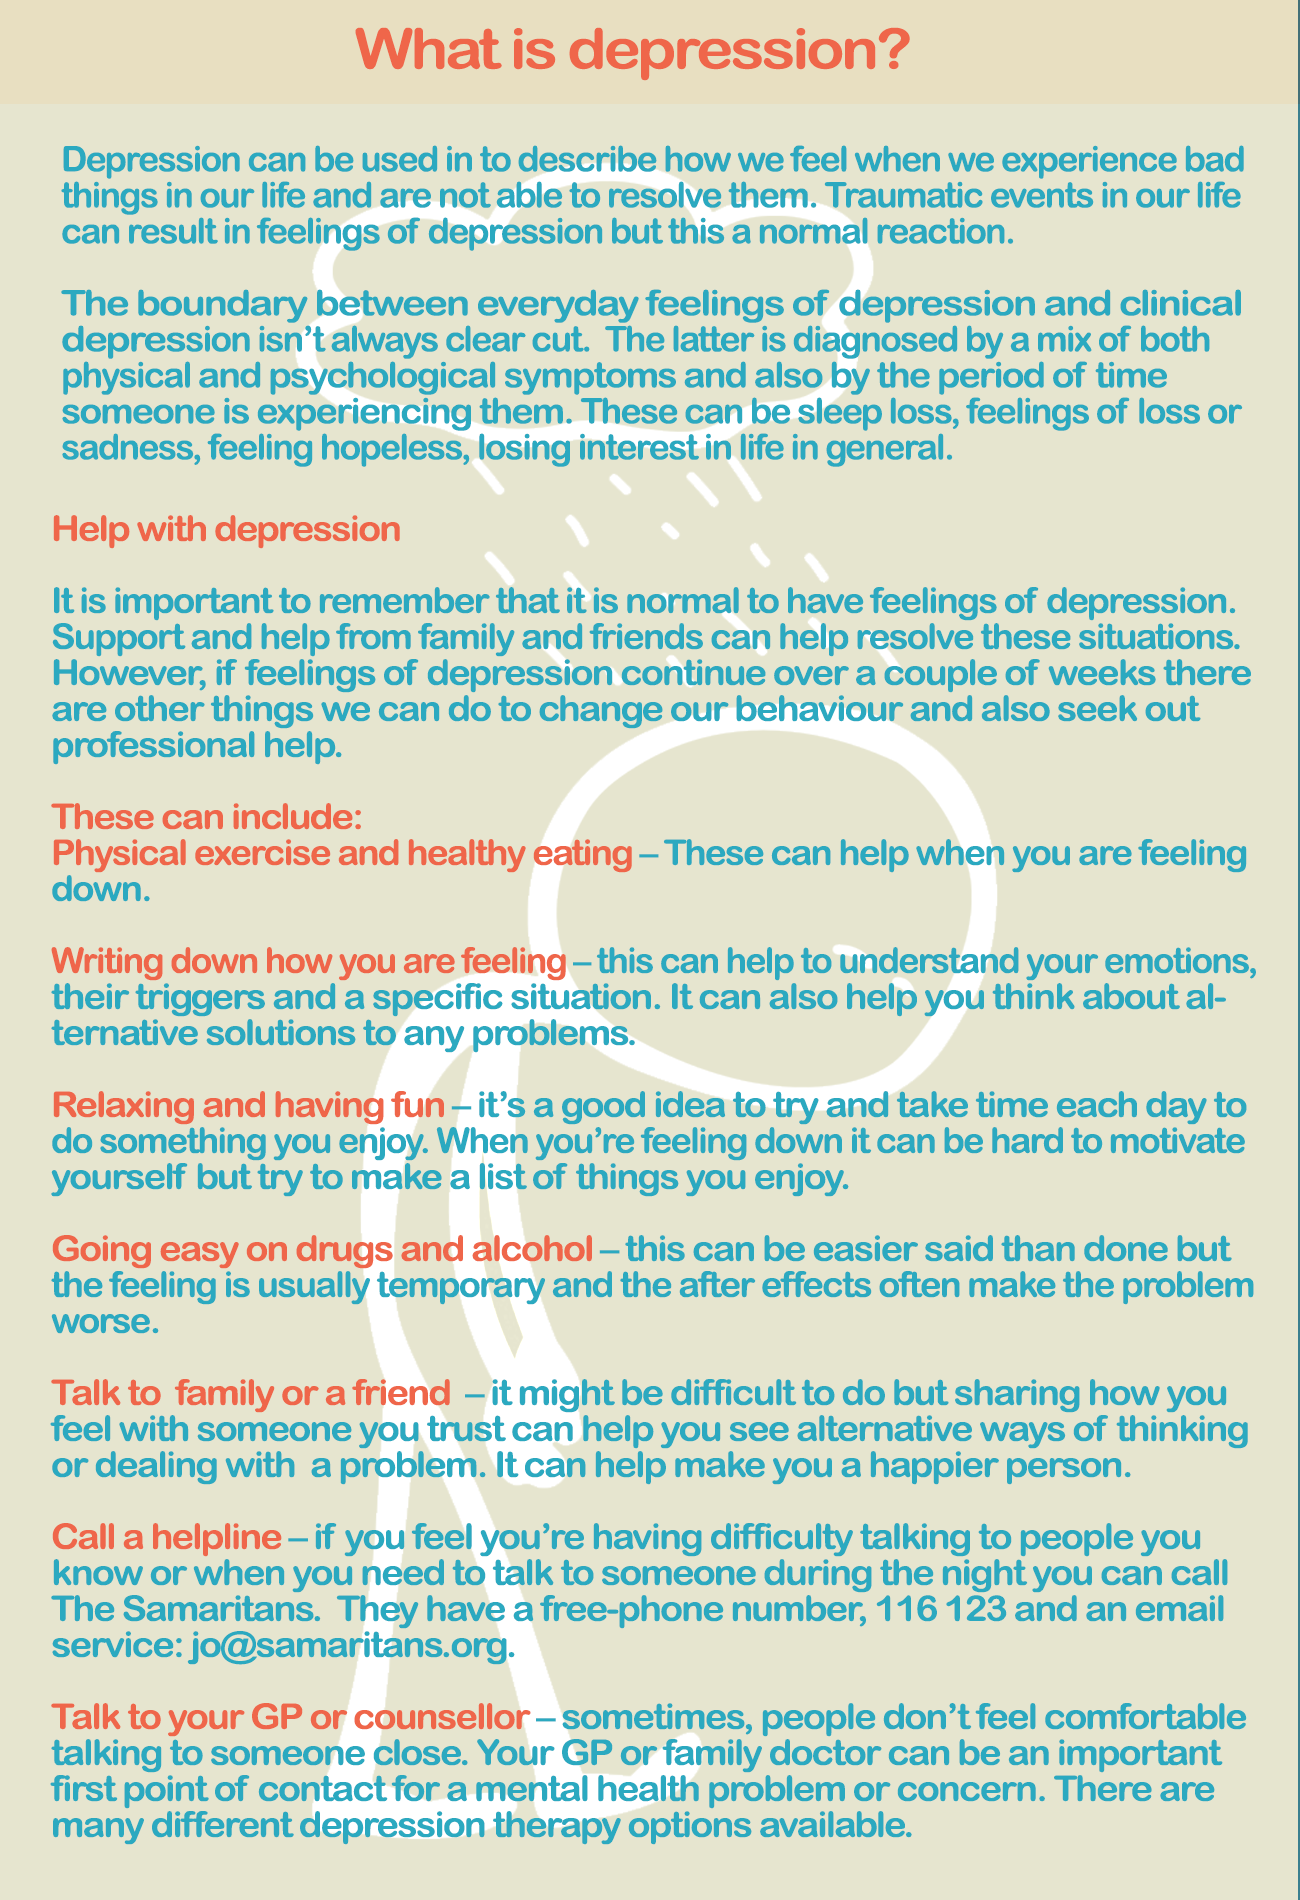 What is depression?
Depression can be used in to describe how we feel when we experience bad
things in our life and are not able to resolve them. Traumatic events in our life
can result in feelings of depression but this a normal reaction.
The boundary between everyday feelings of depression and clinical
depression isn't always clear cut.  The latter is diagnosed by a mix of both
physical and psychological symptoms and also by the period of time
someone is experiencing them. These can be sleep loss, feelings of loss or
sadness, feeling hopeless, losing interest in life in general.
Help with depression
It is important to remember that it is normal to have feelings of depression.
Support and help from family and friends can help resolve these situations.
However, if feelings of depression continue over a couple of weeks there
are other things we can do to change our behaviour and also seek out
professional help.
These can include:
Physical exercise and healthy eating – These can help when you are feeling
down.
Writing down how you are feeling – this can help to understand your emotions,
their triggers and a specific situation. It can also help you think about al-
ternative solutions to any problems.
Relaxing and having fun – it's a good idea to try and take time each day to
do something you enjoy. When you're feeling down it can be hard to motivate
yourself but try to make a list of things you enjoy.
Going easy on drugs and alcohol – this can be easier said than done but
the feeling is usually temporary and the after effects often make the problem
worse.
Talk to  family or a friend  – it might be difficult to do but sharing how you
feel with someone you trust can help you see alternative ways of thinking
or dealing with  a problem. It can help make you a happier person.
Call a helpline – if you feel you're having difficulty talking to people you
know or when you need to talk to someone during the night you can call
The Samaritans.  They have a free-phone number, 116 123 and an email
service: jo@samaritans.org.
Talk to your GP or counsellor – sometimes, people don't feel comfortable
talking to someone close. Your GP or family doctor can be an important
first point of contact for a mental health problem or concern. There are
many different depression therapy options available.